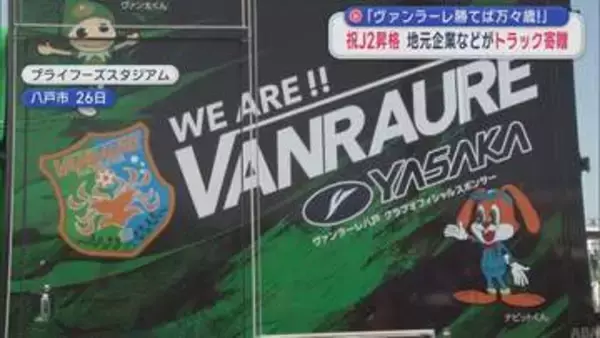 「ヴァンラーレ勝てば万々歳!」
祝J2昇格 地元企業などがトラック寄贈
ヴァン太くん
プライフーズスタジアム
八戸市 26日
WE ARE!!
VANRAURE
VANRAURE
YASAKA
ヴァンラーレ八戸 クラブオフィシャルスポンサー
ナビットくん
ABA